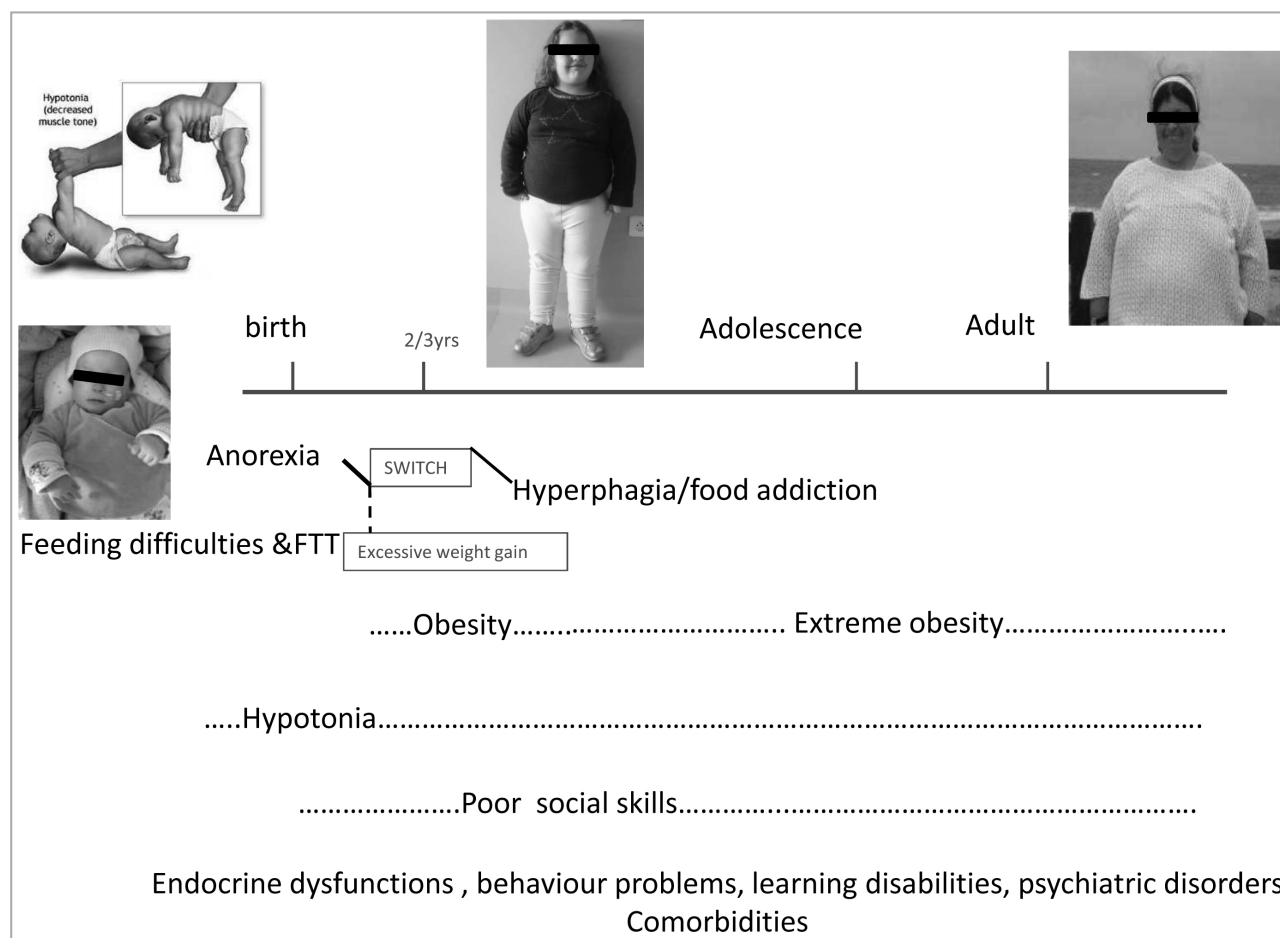 Hypotonia
(decreased
muscle tone)
birth
2/3yrs
Adolescence
Adult
Anorexia
SWITCH
Hyperphagia/food addiction
Feeding difficulties &FTT
Excessive weight gain
……Obesity……..……………………….. Extreme obesity……………………..….
…..Hypotonia……………………………………………………………………………………………….
………………….Poor  social skills…………..……………………………………………….
Endocrine dysfunctions , behaviour problems, learning disabilities, psychiatric disorders
Comorbidities